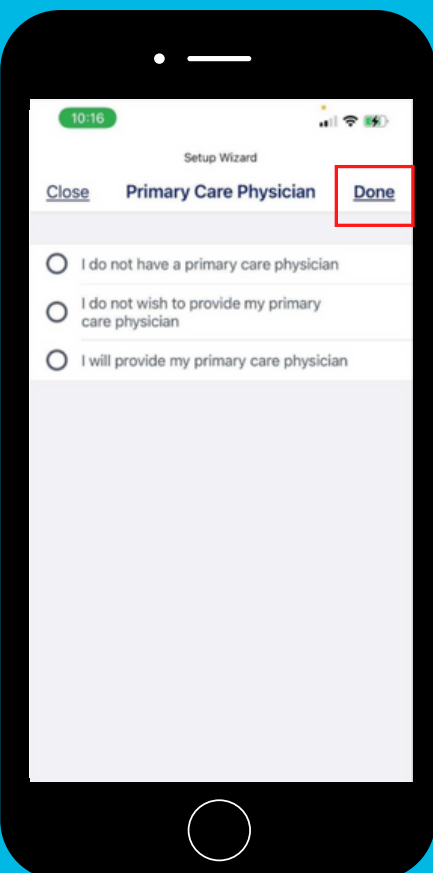 10:16
Setup Wizard
Close Primary Care Physician Done
I do not have a primary care physician
I do not wish to provide my primary
care physician
I will provide my primary care physician